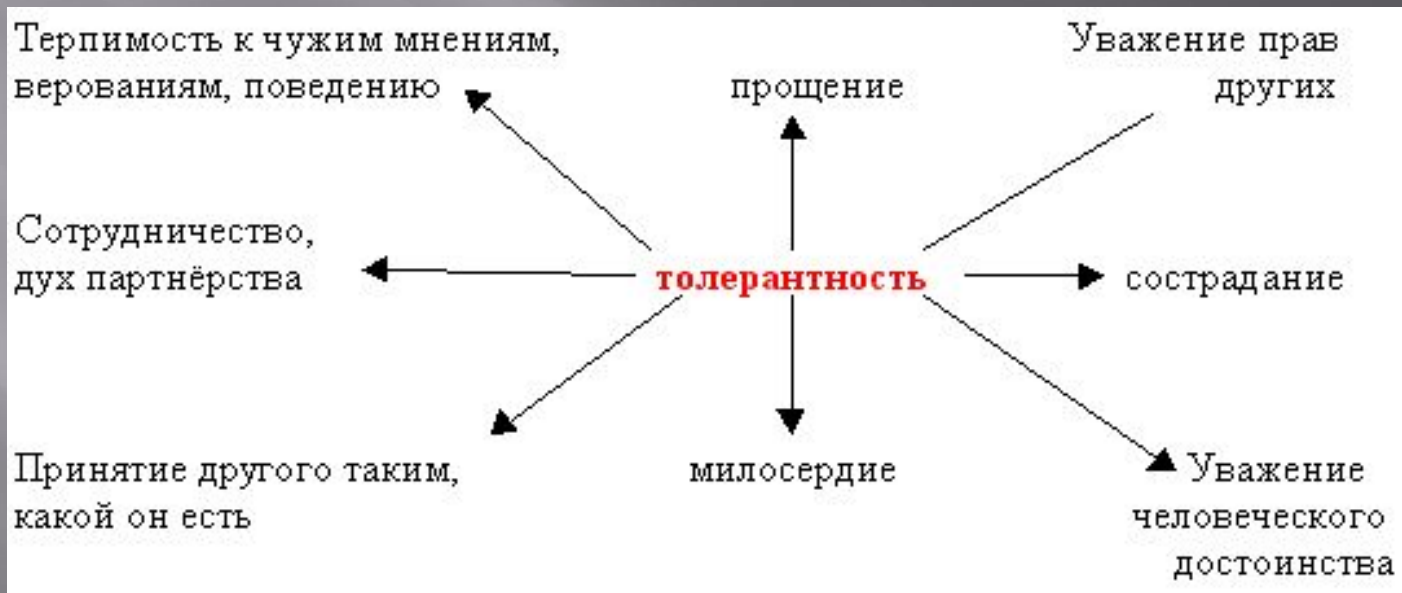 Терпимость к чужим мнениям,
верованиям, поведению
прощение
Уважение прав
других
Сотрудничество,
дух партнёрства
толерантность
сострадание
Принятие другого таким,
какой он есть
милосердие
Уважение
человеческого
достоинства